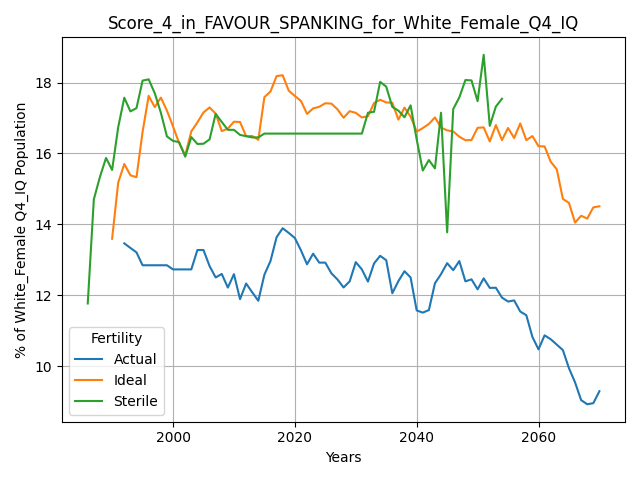 Score_4_in_FAVOUR_SPANKING_for_White_Female_Q4_IQ
% of White_Female Q4_IQ Population
18
16
14
12
10
Fertility
Actual
Ideal
Sterile
2000 2020 2040 2060
Years